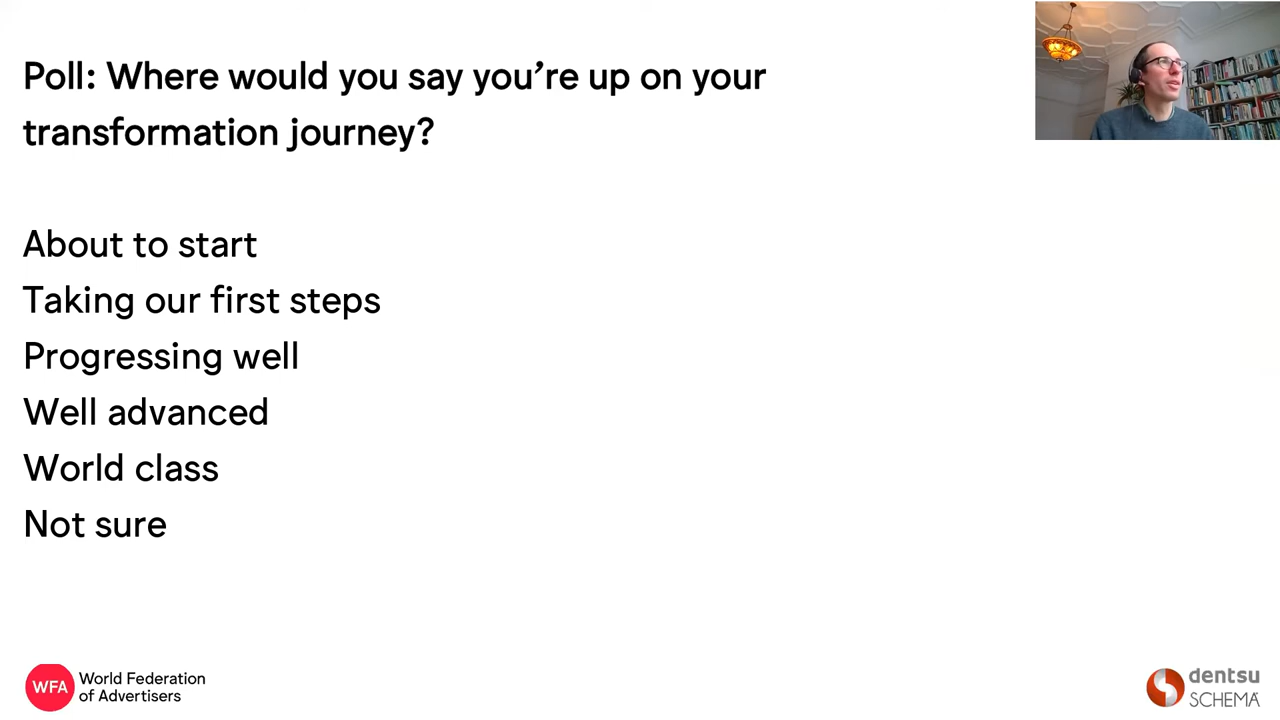 Poll: Where would you say you’re up on your
transformation journey?
About to start
Taking our first steps
Progressing well
Well advanced
World class
Not sure
WFA World Federation
of Advertisers
dentsu
SCHEMA